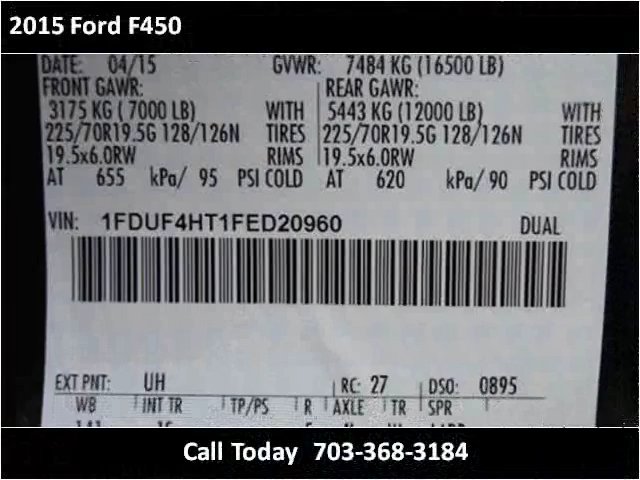 2015 Ford F450
DATE: 04/15 GVWR: 7484 KG (16500 LB)
FRONT GAWR: REAR GAWR:
3175 KG ( 7000 LB) WITH 5443 KG (12000 LB) WITH
225/70R19.5G 128/126N TIRES 225/70R19.5G 128/126N TIRES
19.5x6.0RW RIMS 19.5x6.0RW RIMS
AT 655 kPa/ 95 PSI COLD AT 620 kPa/ 90 PSI COLD
VIN: 1FDUF4HT1FED20960 DUAL
EXT PNT: UH RC: 27 DSO: 0895
WB INT TR TP/PS R AXLE TR SPR
Call Today 703-368-3184